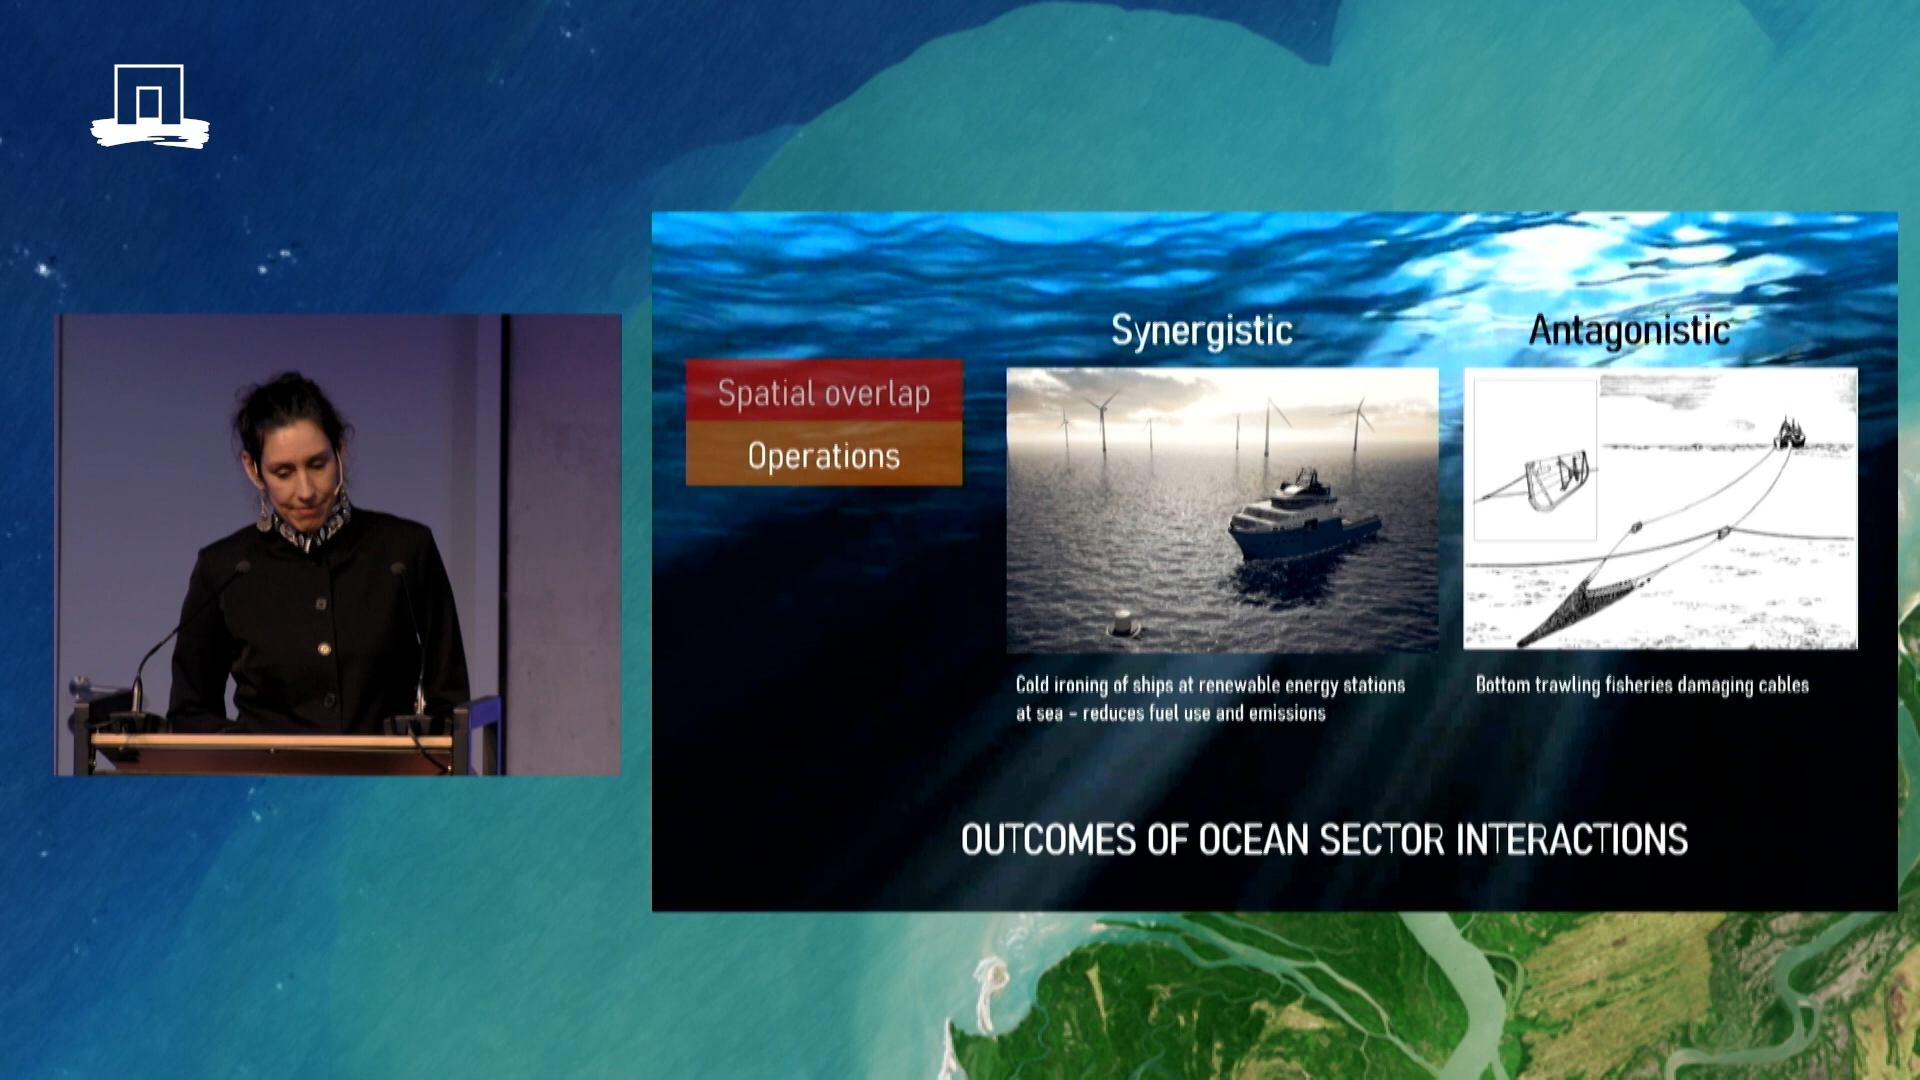 Synergistic
Antagonistic
Spatial overlap
Operations
Cold ironing of ships at renewable energy stations
at sea – reduces fuel use and emissions
Bottom trawling fisheries damaging cables
OUTCOMES OF OCEAN SECTOR INTERACTIONS